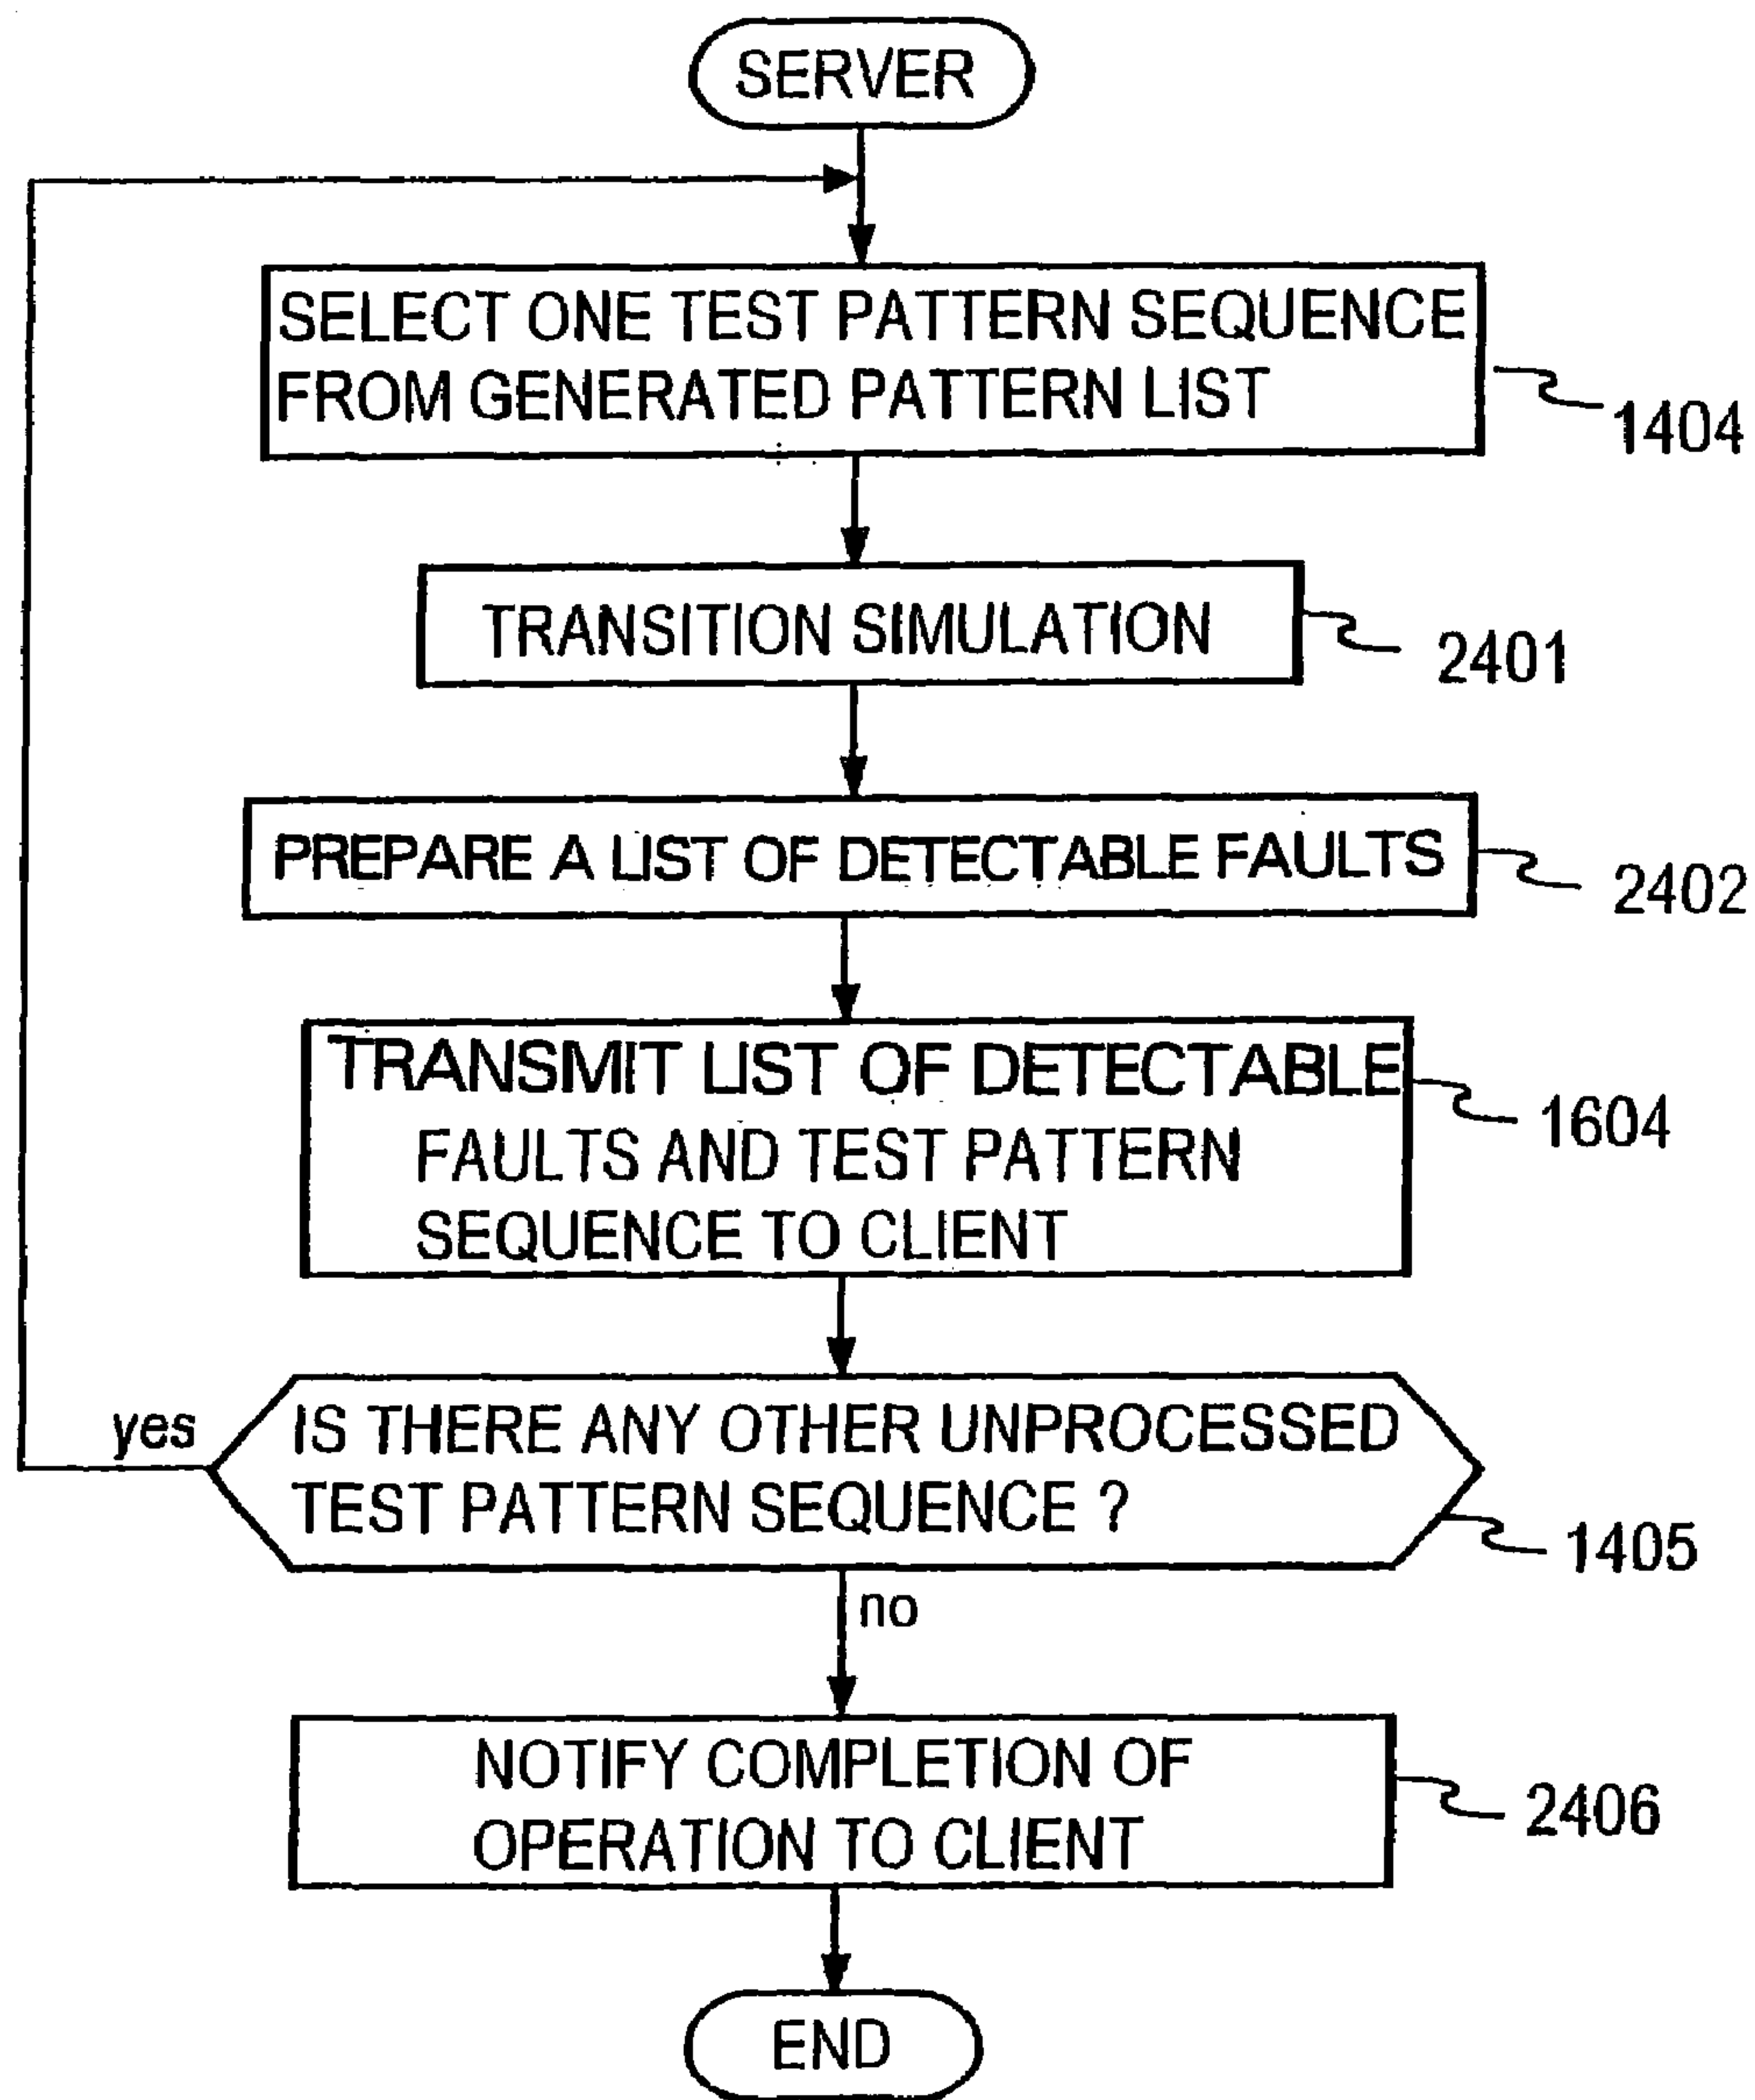 SERVER
SELECT ONE TEST PATTERN SEQUENCE
FROM GENERATED PATTERN LIST
1404
TRANSITION SIMULATION
2401
PREPARE A LIST OF DETECTABLE FAULTS
2402
TRANSMIT LIST OF DETECTABLE
FAULTS AND TEST PATTERN
SEQUENCE TO CLIENT
1604
yes
IS THERE ANY OTHER UNPROCESSED
TEST PATTERN SEQUENCE ?
1405
no
NOTIFY COMPLETION OF
OPERATION TO CLIENT
2406
END